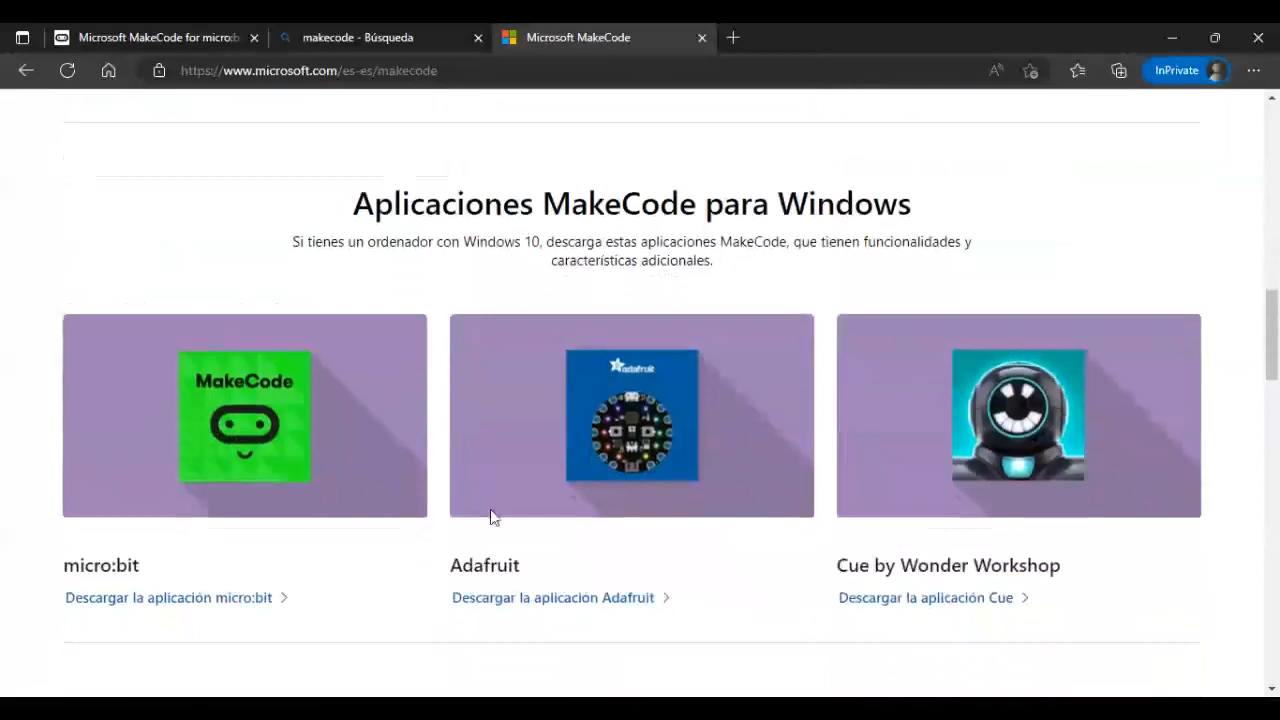 Microsoft MakeCode for micro:b
makecode - Búsqueda
Microsoft MakeCode
https://www.microsoft.com/es-es/makecode
InPrivate
Aplicaciones MakeCode para Windows
Si tienes un ordenador con Windows 10, descarga estas aplicaciones MakeCode, que tienen funcionalidades y
características adicionales.
MakeCode
adafruit
micro:bit
Adafruit
Cue by Wonder Workshop
Descargar la aplicación micro:bit
Descargar la aplicación Adafruit
Descargar la aplicación Cue